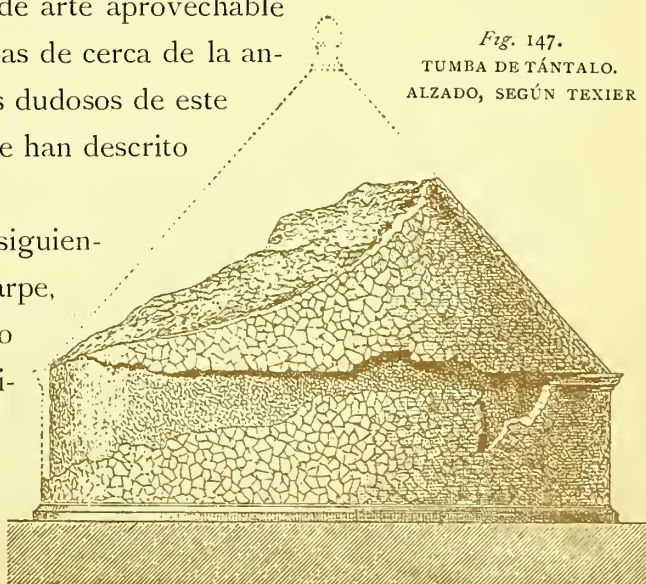 de arte aprovechable
as de cerca de la an-
s dudosos de este
e han descrito
siguien-
arpe,
o
i-
Fig. 147.
TUMBA DE TÁNTALO.
ALZADO, SEGÚN TEXIER